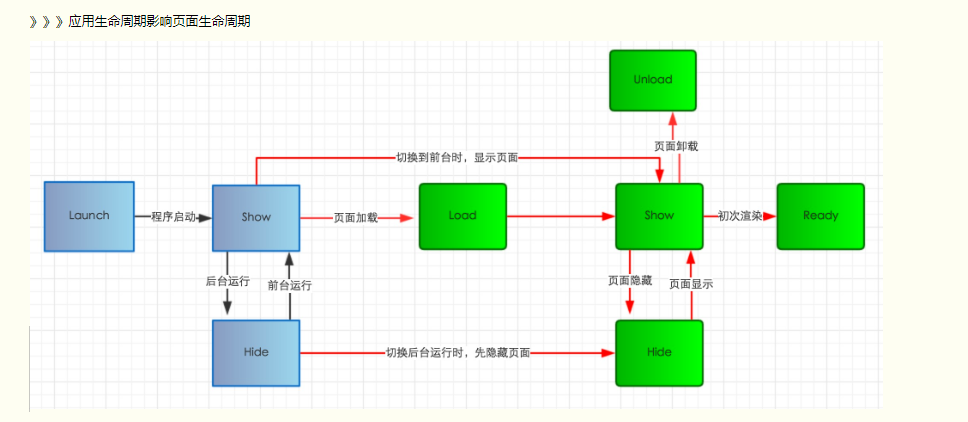 》》》应用生命周期影响页面生命周期
Unload
页面卸载
切换到前台时，显示页面
Launch
程序启动
Show
页面加载
Load
Show
初次渲染
Ready
后台运行
前台运行
页面隐藏
页面显示
Hide
切换后台运行时，先隐藏页面
Hide